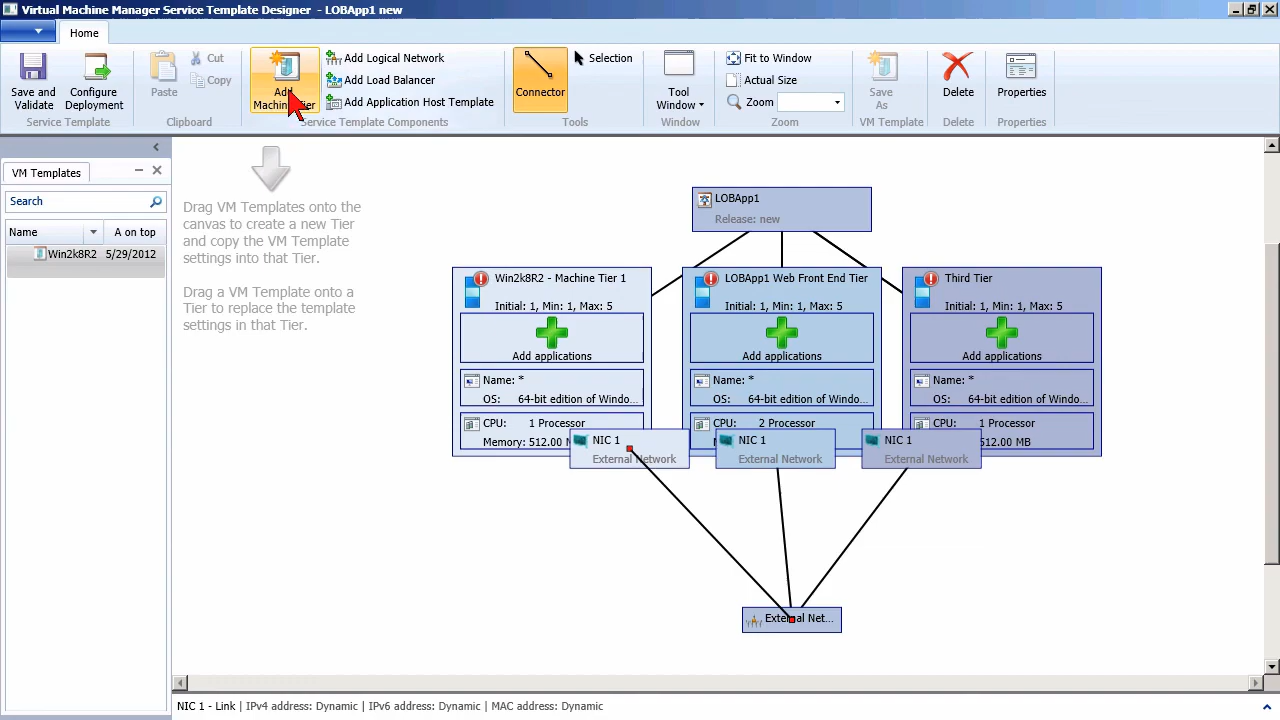 Virtual Machine Manager Service Template Designer - LOBApp1 new
Home
Save and
Validate
Configure
Deployment
Service Template
Paste
Cut
Copy
Clipboard
Add
Machine Tier
Add Logical Network
Add Load Balancer
Add Application Host Template
Service Template Components
Connector
Selection
Tools
Tool
Window
Window
Fit to Window
Actual Size
Zoom
Zoom
Save
As
VM Template
Delete
Delete
Properties
Properties
VM Templates
Search
Name
A on top
Win2k8R2 5/29/2012
Drag VM Templates onto the
canvas to create a new Tier
and copy the VM Template
settings into that Tier.
Drag a VM Template onto a
Tier to replace the template
settings in that Tier.
LOBApp1
Release: new
Win2k8R2 - Machine Tier 1
Initial: 1, Min: 1, Max: 5
Add applications
Name: *
OS: 64-bit edition of Windo...
CPU: 1 Processor
Memory: 512.00 M
NIC 1
External Network
LOBApp1 Web Front End Tier
Initial: 1, Min: 1, Max: 5
Add applications
Name: *
OS: 64-bit edition of Windo...
CPU: 2 Processor
NIC 1
External Network
Third Tier
Initial: 1, Min: 1, Max: 5
Add applications
Name: *
OS: 64-bit edition of Windo...
CPU: 1 Processor
512.00 MB
NIC 1
External Network
External Net...
NIC 1 - Link | IPv4 address: Dynamic | IPv6 address: Dynamic | MAC address: Dynamic